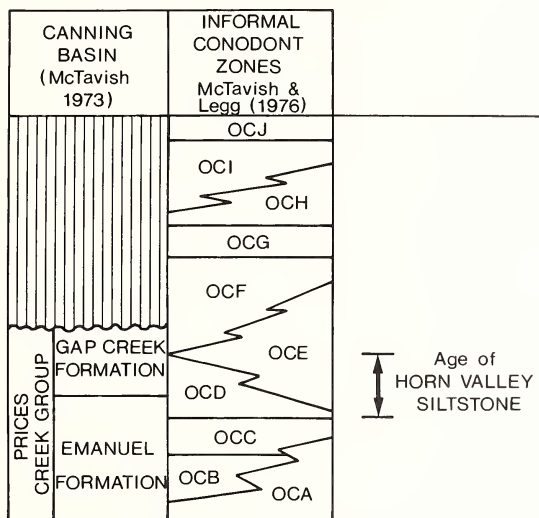 CANNING
BASIN
(McTavish
1973)
INFORMAL
CONODONT
ZONES
McTavish &
Legg (1976)
OCJ
OCI
OCH
OCG
OCF
OCE
OCD
OCC
OCB
OCA
PRICES
CREEK GROUP
GAP CREEK
FORMATION
EMANUEL
FORMATION
Age of
HORN VALLEY
SILTSTONE